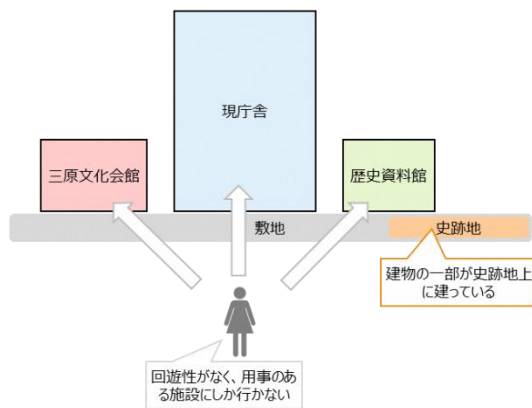 現庁舎
三原文化会館
歴史資料館
敷地
史跡地
建物の一部が史跡地上
に建っている
回遊性がなく、用事のあ
る施設にしか行かない